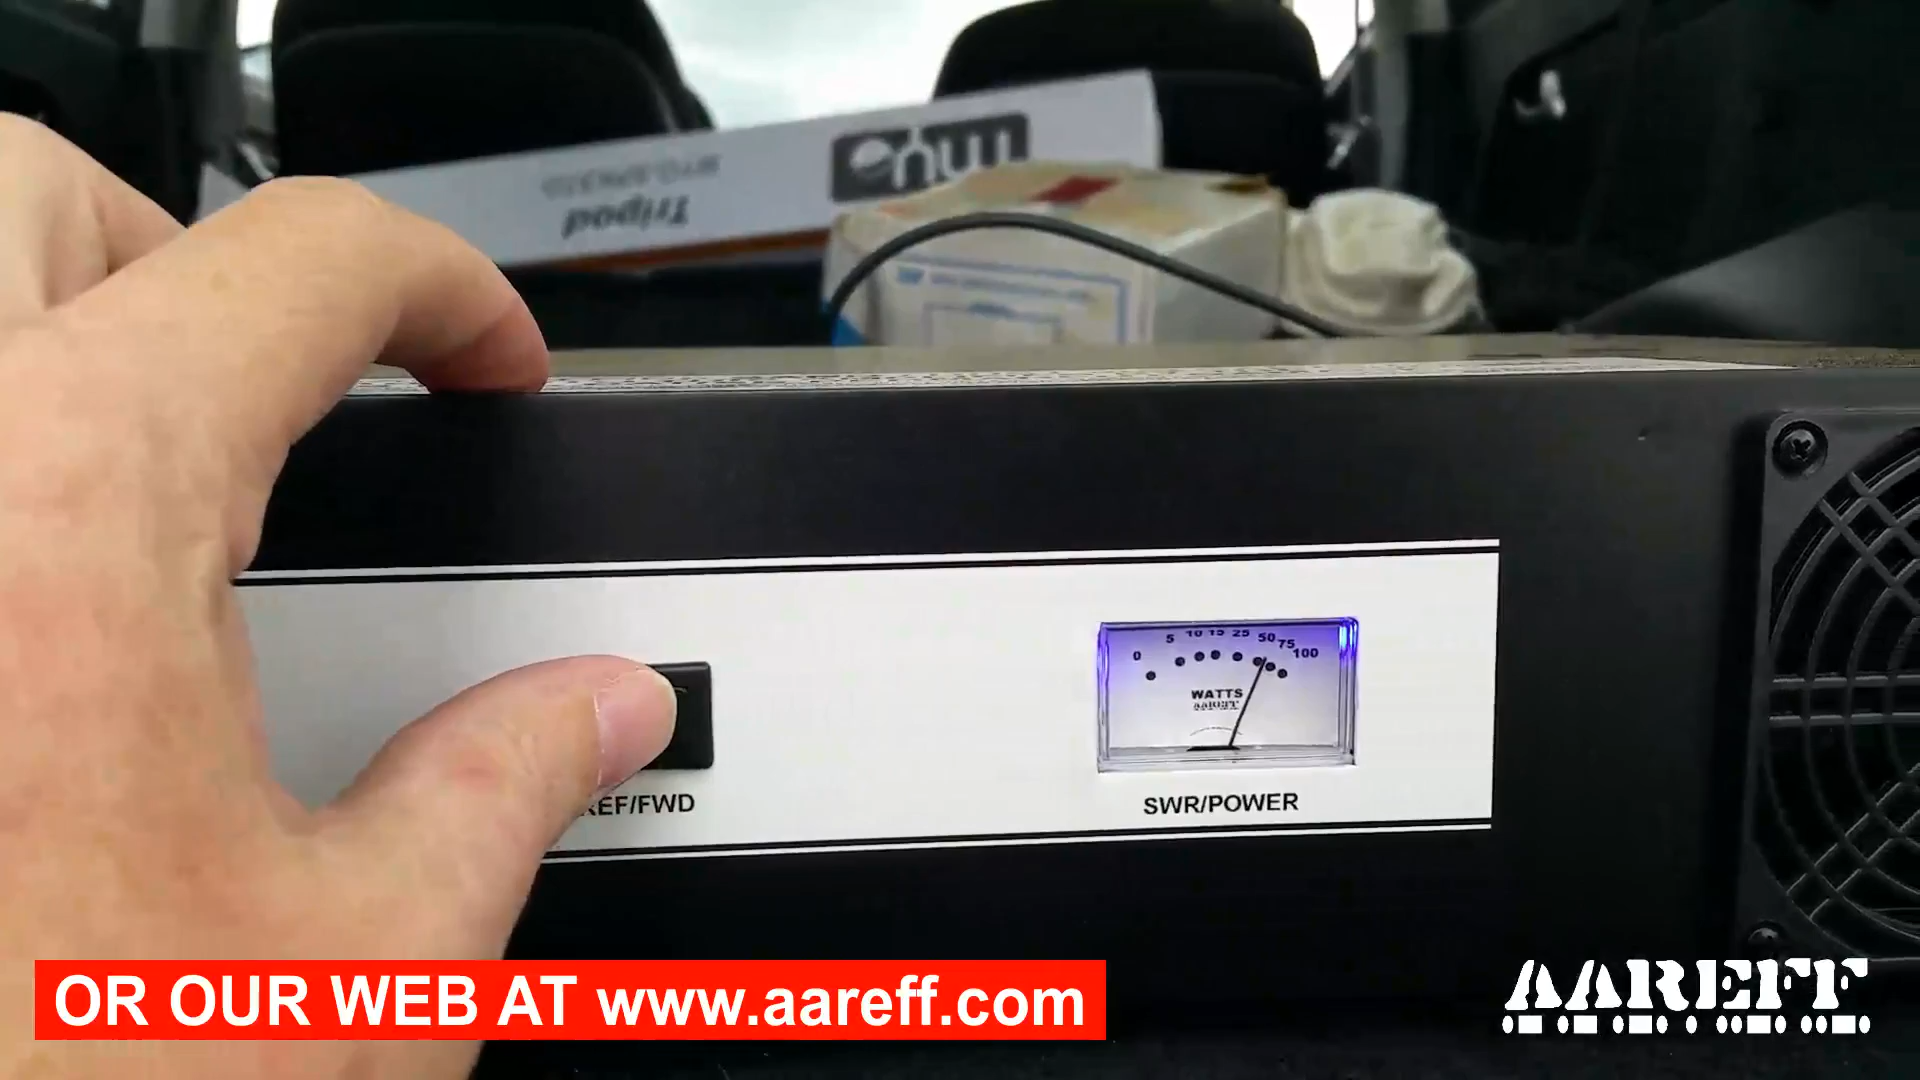 Tripod
0 5 10 15 25 50 75 100
WATTS
AAREFF
REF/FWD
SWR/POWER
OR OUR WEB AT www.aareff.com
AAREFF